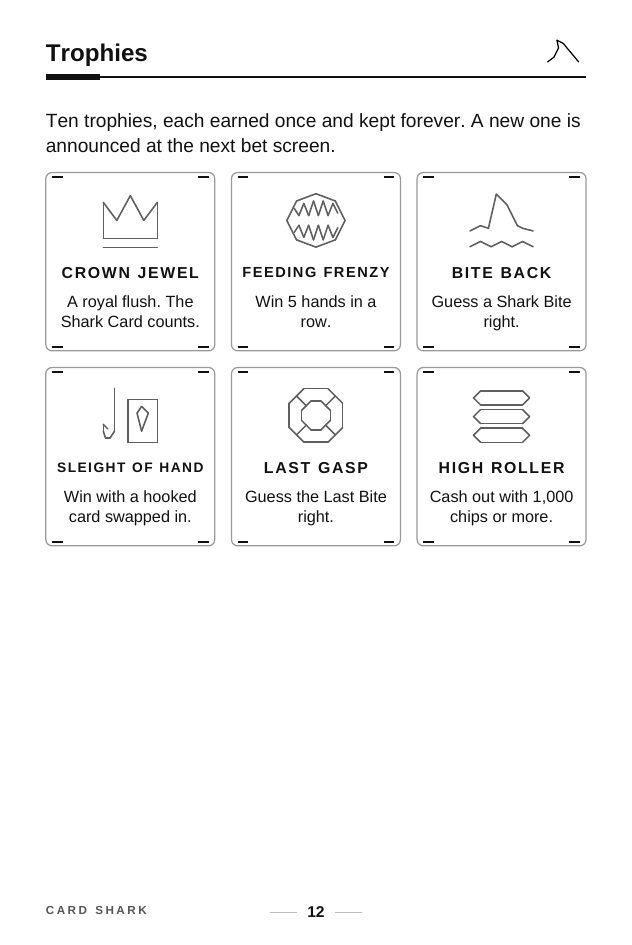 Trophies
Ten trophies, each earned once and kept forever. A new one is
announced at the next bet screen.
CROWN JEWEL
A royal flush. The
Shark Card counts.
FEEDING FRENZY
Win 5 hands in a
row.
BITE BACK
Guess a Shark Bite
right.
SLEIGHT OF HAND
Win with a hooked
card swapped in.
LAST GASP
Guess the Last Bite
right.
HIGH ROLLER
Cash out with 1,000
chips or more.
CARD SHARK
12